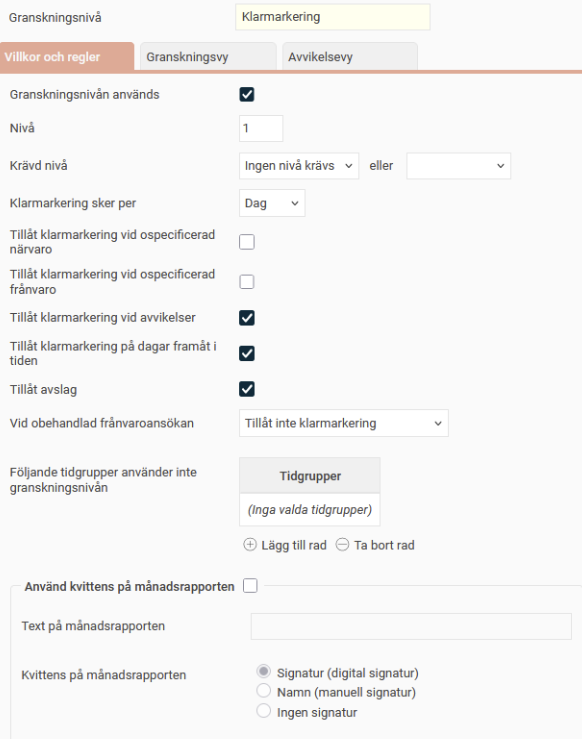 Granskningsnivå Klarmarkering
Villkor och regler Granskningsvy Avvikelsevy
Granskningsnivån används
Nivå 1
Krävd nivå Ingen nivå krävs eller
Klarmarkering sker per Dag
Tillåt klarmarkering vid ospecificerad
närvaro
Tillåt klarmarkering vid ospecificerad
frånvaro
Tillåt klarmarkering vid avvikelser
Tillåt klarmarkering på dagar framåt i
tiden
Tillåt avslag
Vid obehandlad frånvaroansökan Tillåt inte klarmarkering
Följande tidgrupper använder inte
granskningsnivån
Tidgrupper
(Inga valda tidgrupper)
Lägg till rad Ta bort rad
Använd kvittens på månadsrapporten
Text på månadsrapporten
Kvittens på månadsrapporten Signatur (digital signatur)
Namn (manuell signatur)
Ingen signatur